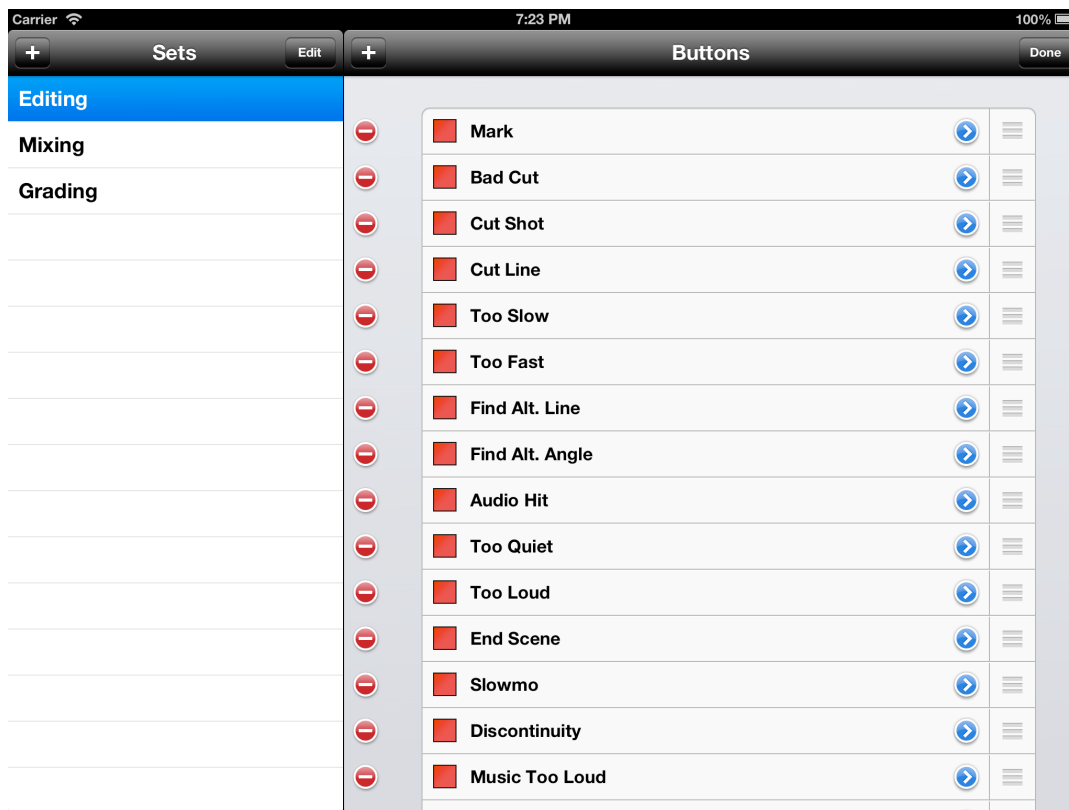 Carrier 7:23 PM 100%
+ Sets Edit + Buttons Done
Editing
Mixing
Grading
Mark
Bad Cut
Cut Shot
Cut Line
Too Slow
Too Fast
Find Alt. Line
Find Alt. Angle
Audio Hit
Too Quiet
Too Loud
End Scene
Slowmo
Discontinuity
Music Too Loud